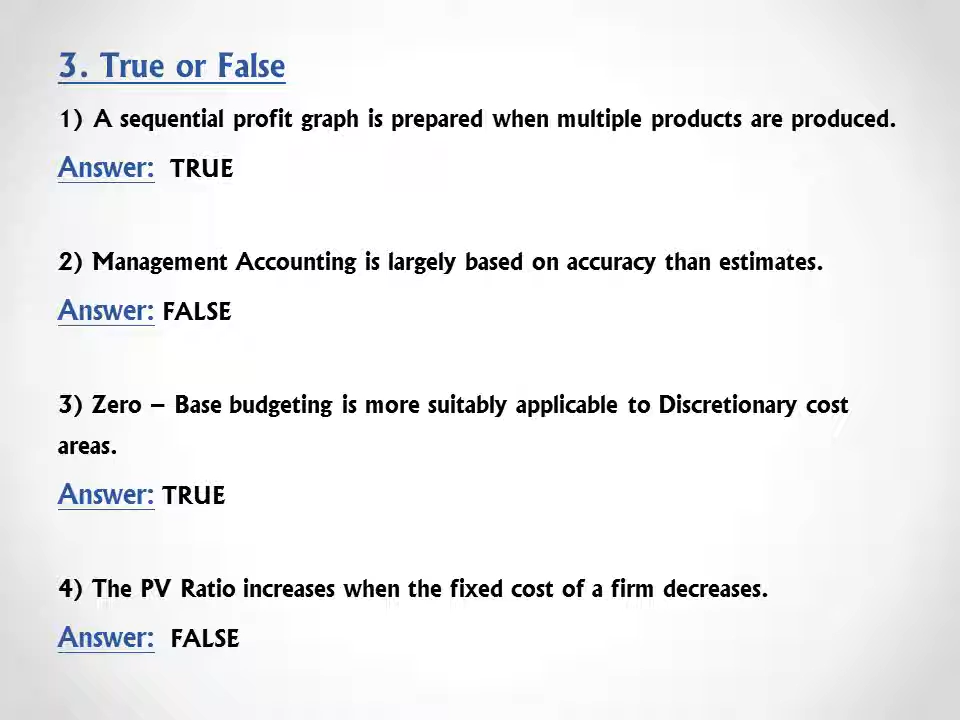 3. True or False
1) A sequential profit graph is prepared when multiple products are produced.
Answer: TRUE
2) Management Accounting is largely based on accuracy than estimates.
Answer: FALSE
3) Zero – Base budgeting is more suitably applicable to Discretionary cost
areas.
Answer: TRUE
4) The PV Ratio increases when the fixed cost of a firm decreases.
Answer: FALSE